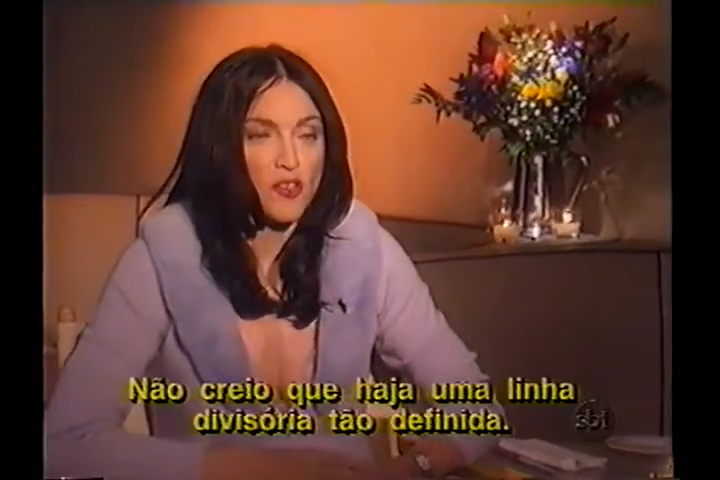 Não creio que haja uma linha
divisória tão definida.
sbt